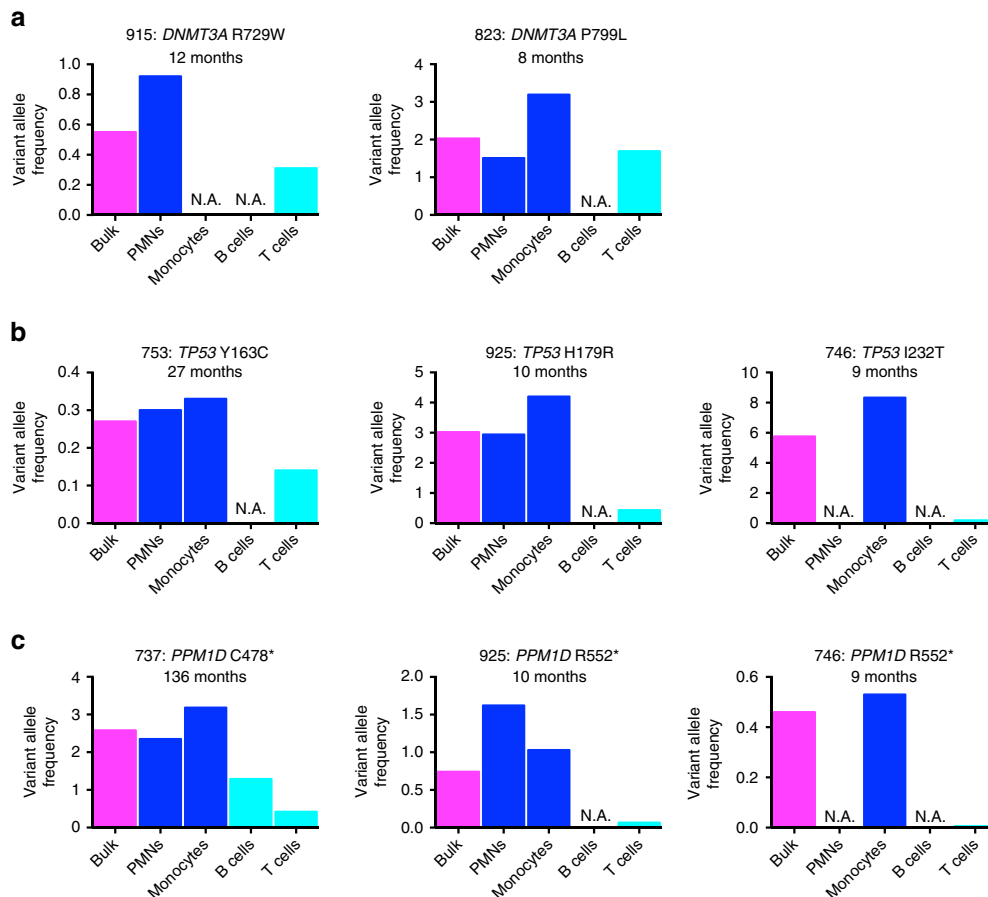 a
915: DNMT3A R729W
12 months
Variant allele
frequency
1.0
0.8
0.6
0.4
0.2
0.0
N.A.
N.A.
Bulk
PMNs
Monocytes
B cells
T cells
823: DNMT3A P799L
8 months
Variant allele
frequency
4
3
2
1
0
N.A.
Bulk
PMNs
Monocytes
B cells
T cells
b
753: TP53 Y163C
27 months
Variant allele
frequency
0.4
0.3
0.2
0.1
0.0
N.A.
Bulk
PMNs
Monocytes
B cells
T cells
925: TP53 H179R
10 months
Variant allele
frequency
5
4
3
2
1
0
N.A.
Bulk
PMNs
Monocytes
B cells
T cells
746: TP53 I232T
9 months
Variant allele
frequency
10
8
6
4
2
0
N.A.
N.A.
Bulk
PMNs
Monocytes
B cells
T cells
c
737: PPM1D C478*
136 months
Variant allele
frequency
4
3
2
1
0
Bulk
PMNs
Monocytes
B cells
T cells
925: PPM1D R552*
10 months
Variant allele
frequency
2.0
1.5
1.0
0.5
0.0
N.A.
Bulk
PMNs
Monocytes
B cells
T cells
746: PPM1D R552*
9 months
Variant allele
frequency
0.6
0.4
0.2
0.0
N.A.
N.A.
Bulk
PMNs
Monocytes
B cells
T cells